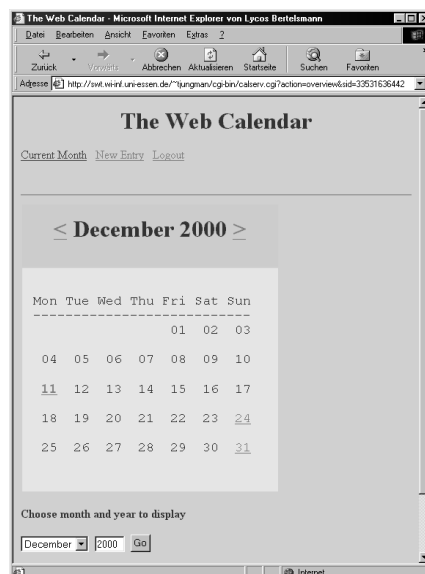 The Web Calendar - Microsoft Internet Explorer von Lycos Bertelsmann
Datei Bearbeiten Ansicht Favoriten Extras ?
Zurück Vorwärts Abbrechen Aktualisieren Startseite Suchen Favoriten
Adresse http://swt.wi-inf.uni-essen.de/~tjungman/cgi-bin/calserv.cgi?action=overview&sid=33531636442
The Web Calendar
Current Month New Entry Logout
< December 2000 >
Mon Tue Wed Thu Fri Sat Sun
01 02 03
04 05 06 07 08 09 10
11 12 13 14 15 16 17
18 19 20 21 22 23 24
25 26 27 28 29 30 31
Choose month and year to display
December 2000 Go
Internet